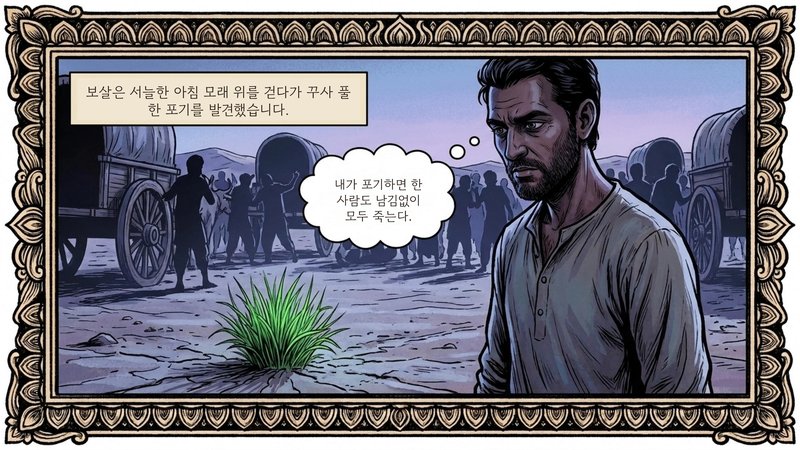 보살은 서늘한 아침 모래 위를 걷다가 꾸사 풀
한 포기를 발견했습니다.
내가 포기하면 한
사람도 남김없이
모두 죽는다.